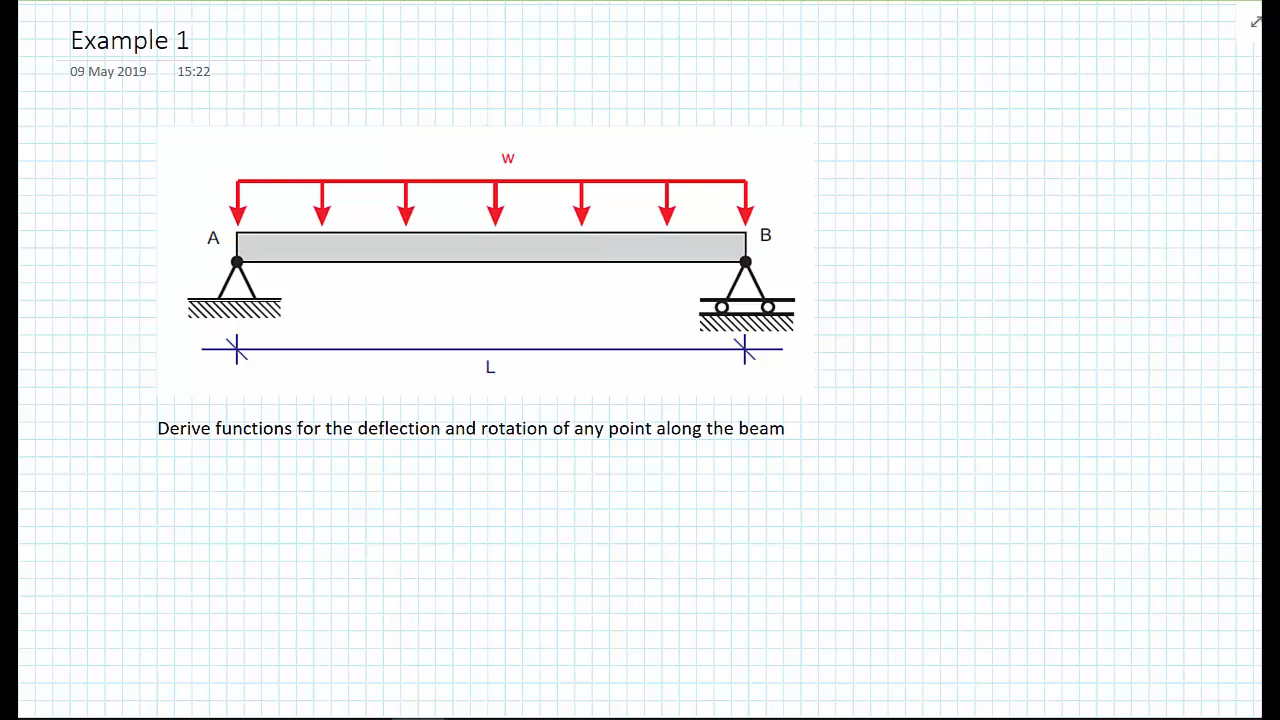 Example 1
09 May 2019 15:22
w
A
B
L
Derive functions for the deflection and rotation of any point along the beam